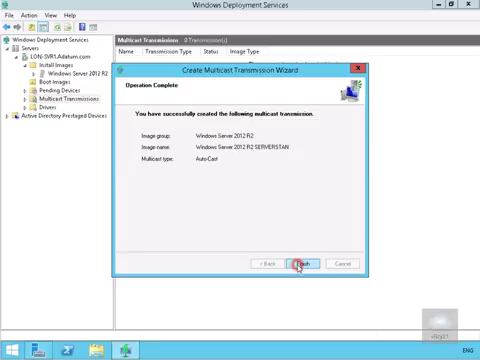 Windows Deployment Services
File Action View Help
Windows Deployment Services
Servers
LON-SVR1.Adatum.com
Install Images
Windows Server 2012 R2
Boot Images
Pending Devices
Multicast Transmissions
Drivers
Active Directory Prestaged Devices
Multicast Transmissions 0 Transmission(s)
Name Transmission Type Status Image Type
Create Multicast Transmission Wizard
Operation Complete
You have successfully created the following multicast transmission.
Image group: Windows Server 2012 R2
Image name: Windows Server 2012 R2 SERVERSTAN
Multicast type: Auto-Cast
< Back Finish Cancel
ENG